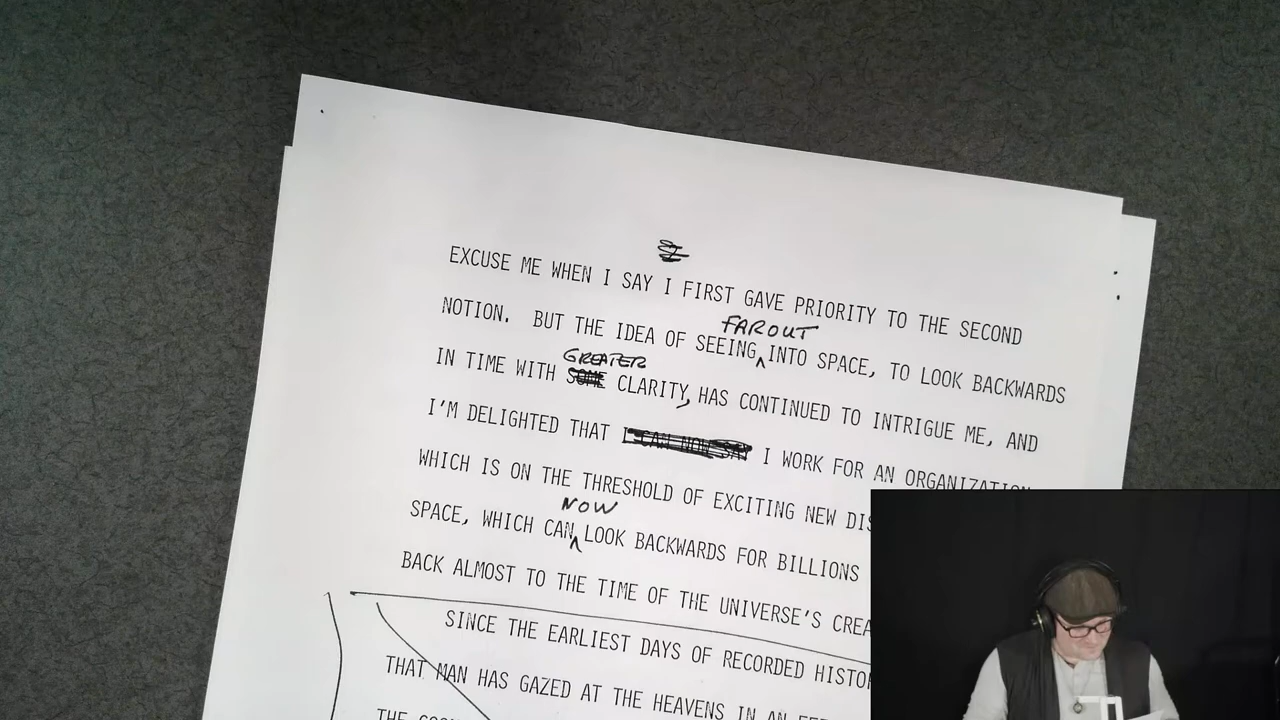 EXCUSE ME WHEN I SAY I FIRST GAVE PRIORITY TO THE SECOND
FAROUT
NOTION. BUT THE IDEA OF SEEING INTO SPACE, TO LOOK BACKWARDS
GREATER
IN TIME WITH SOME CLARITY, HAS CONTINUED TO INTRIGUE ME, AND
I'M DELIGHTED THAT I CAN NOW SAY I WORK FOR AN ORGANIZATION
WHICH IS ON THE THRESHOLD OF EXCITING NEW
NOW
SPACE, WHICH CAN LOOK BACKWARDS FOR BILLIONS
BACK ALMOST TO THE TIME OF THE UNIVERSE'S
SINCE THE EARLIEST DAYS OF RECORDED
THAT MAN HAS GAZED AT THE HEAVENS IN AN
THE